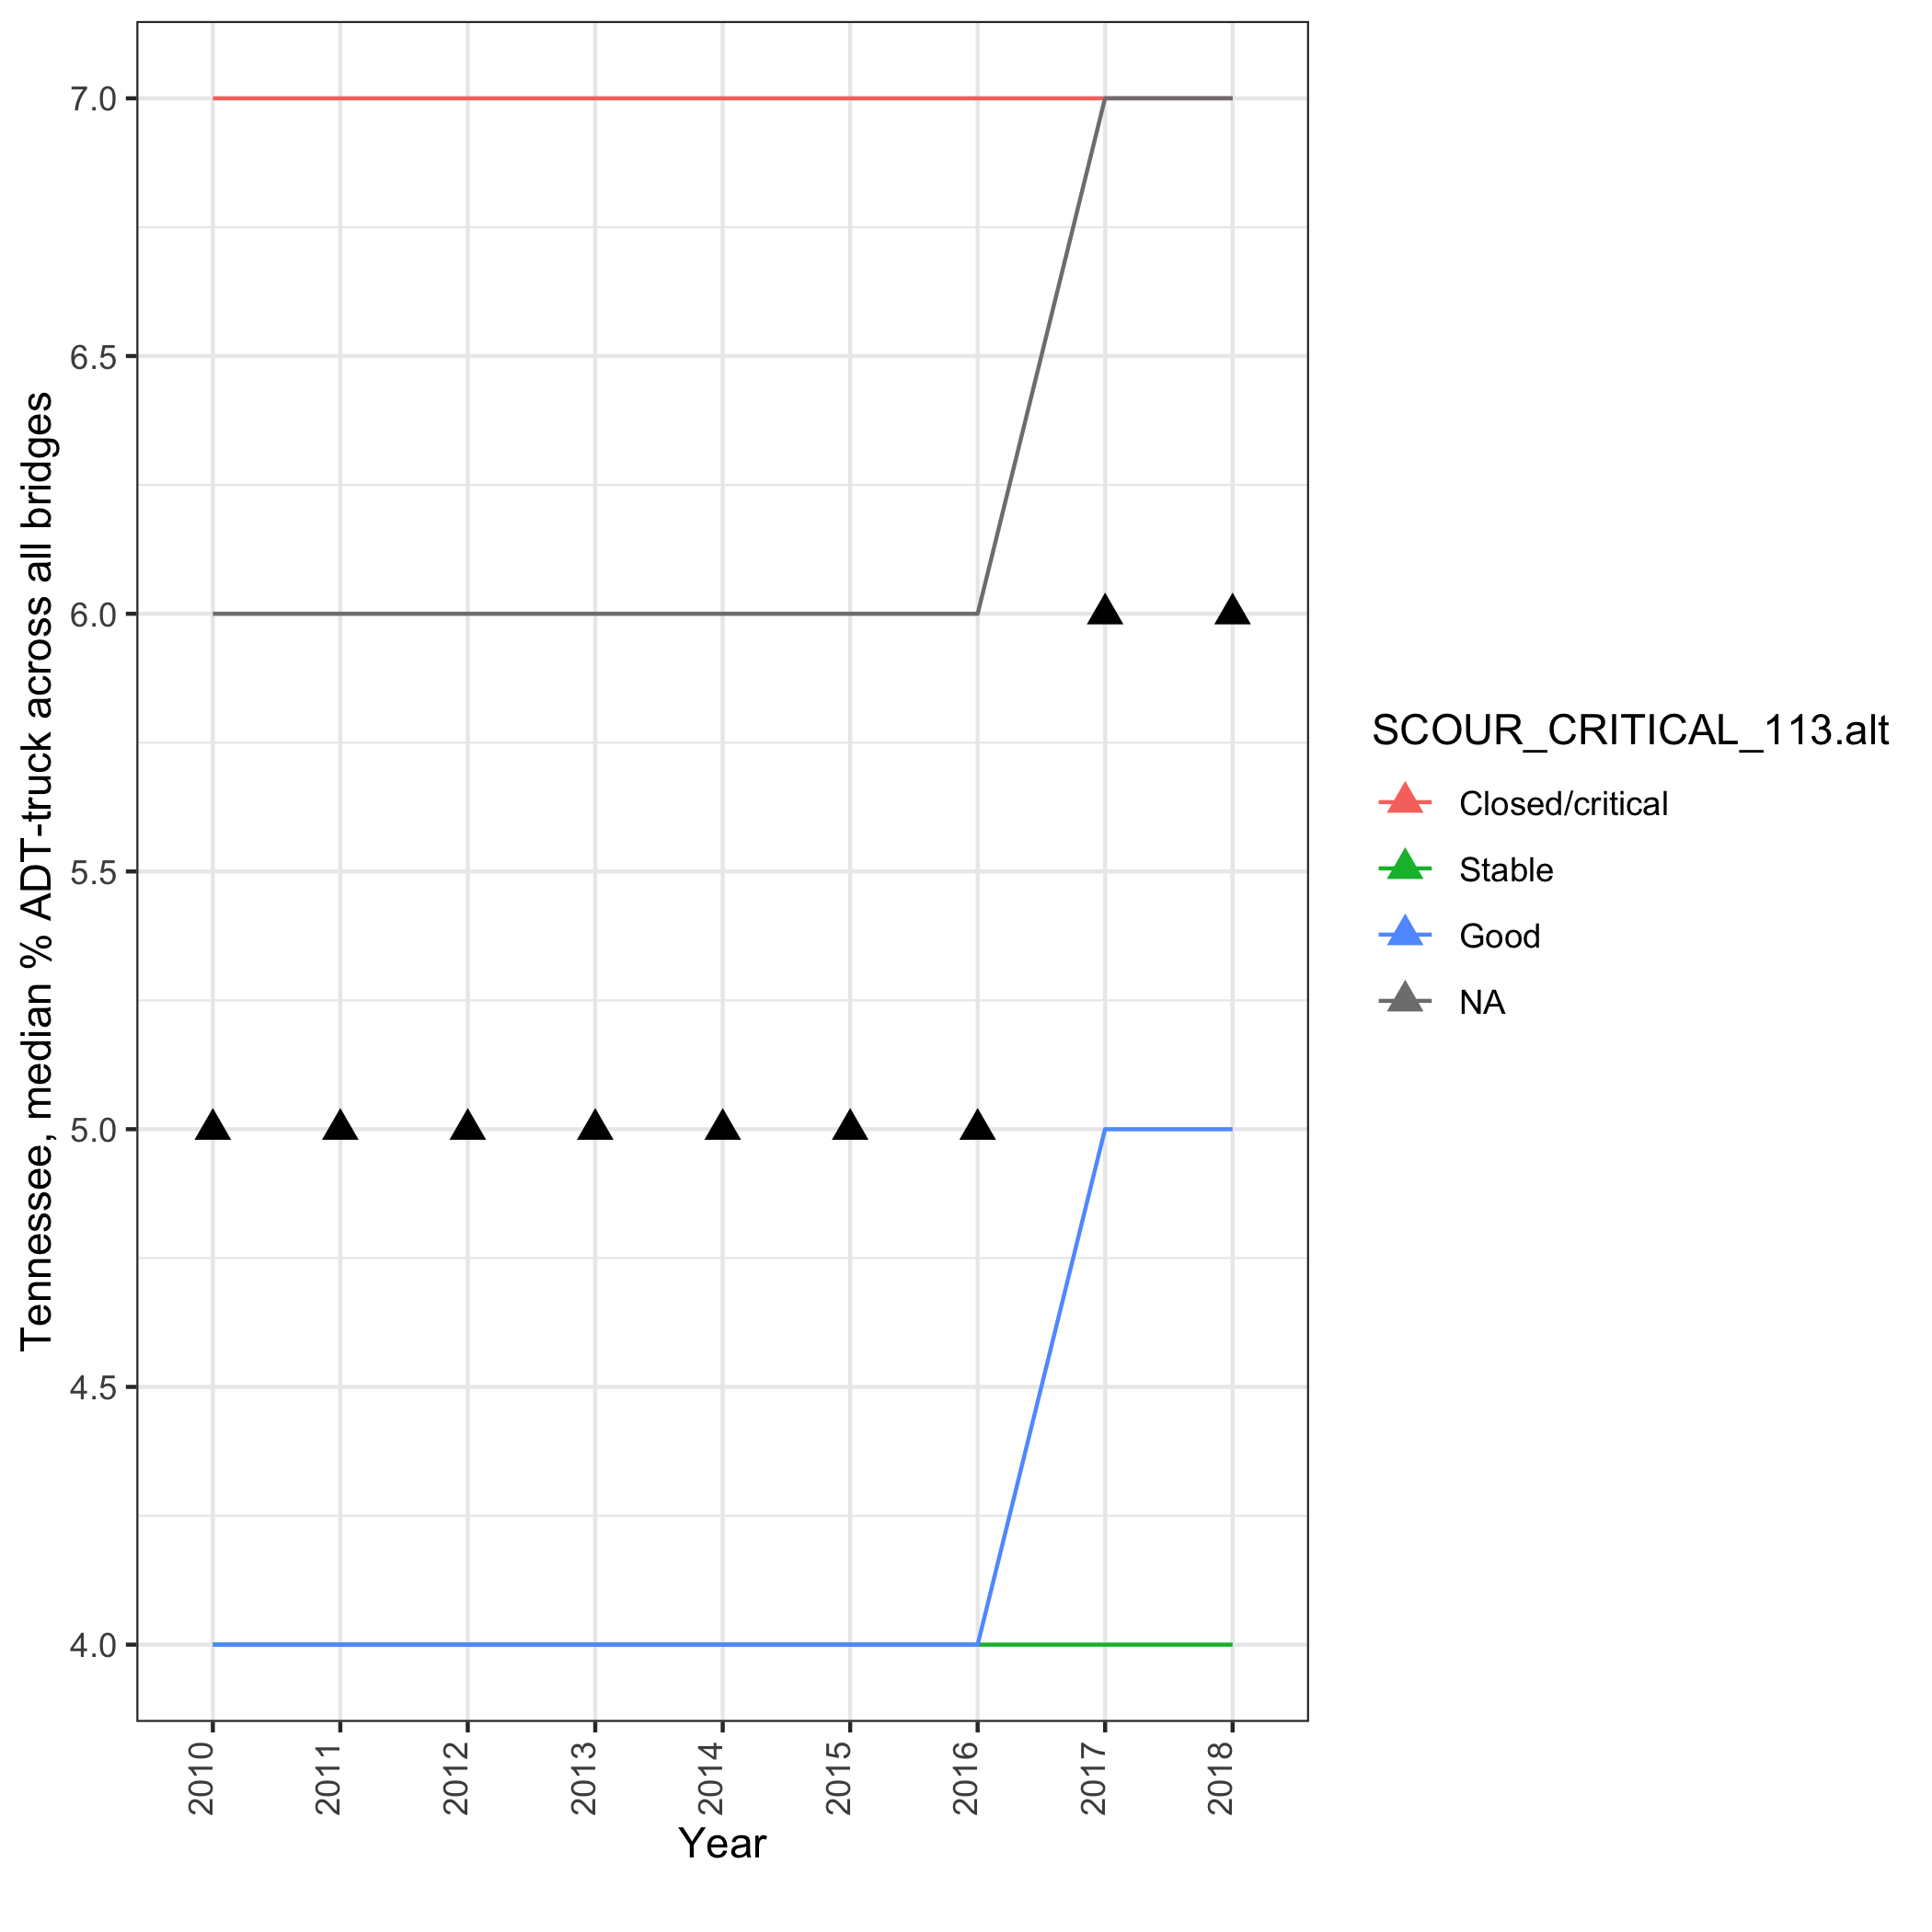 Tennessee, median % ADT-truck across all bridges
7.0
6.5
6.0
5.5
5.0
4.5
4.0
2010
2011
2012
2013
2014
2015
2016
2017
2018
Year
SCOUR_CRITICAL_113.alt
Closed/critical
Stable
Good
NA